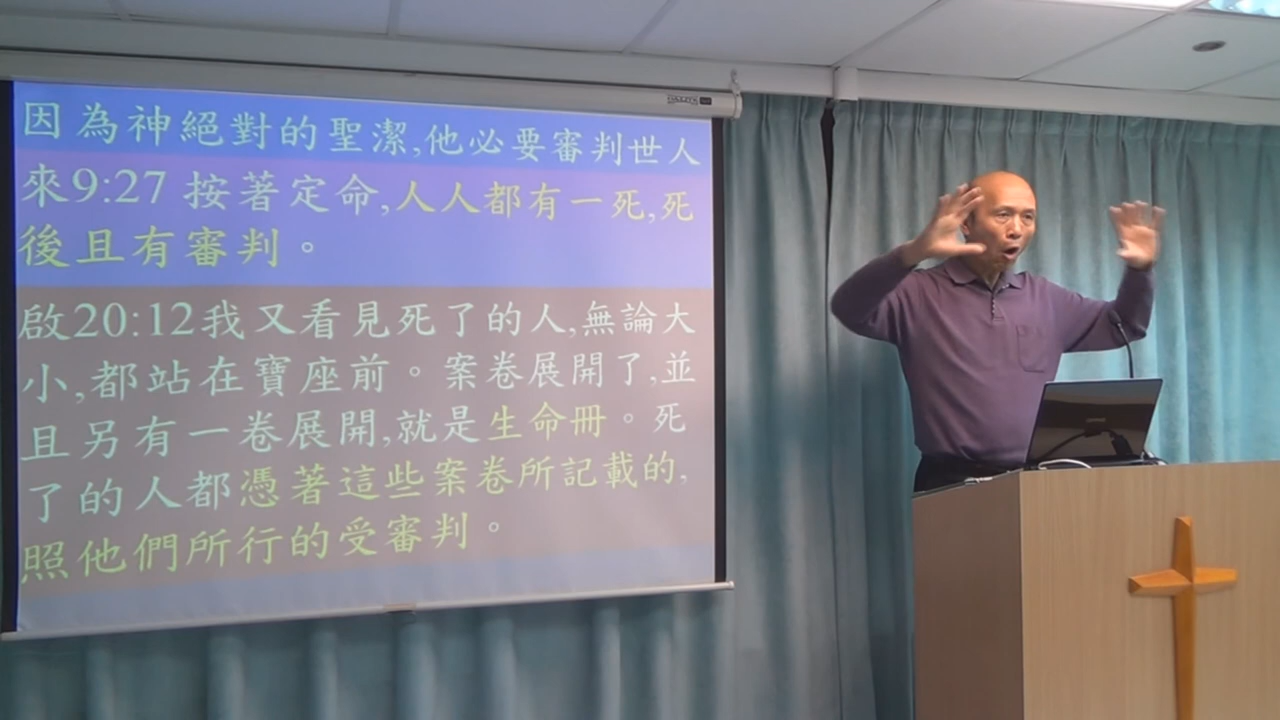 因為神絕對的聖潔,他必要審判世人
來9:27 按著定命,人人都有一死,死
後且有審判。
啟20:12我又看見死了的人,無論大
小,都站在寶座前。案卷展開了,並
且另有一卷展開,就是生命冊。死
了的人都憑著這些案卷所記載的,
照他們所行的受審判。